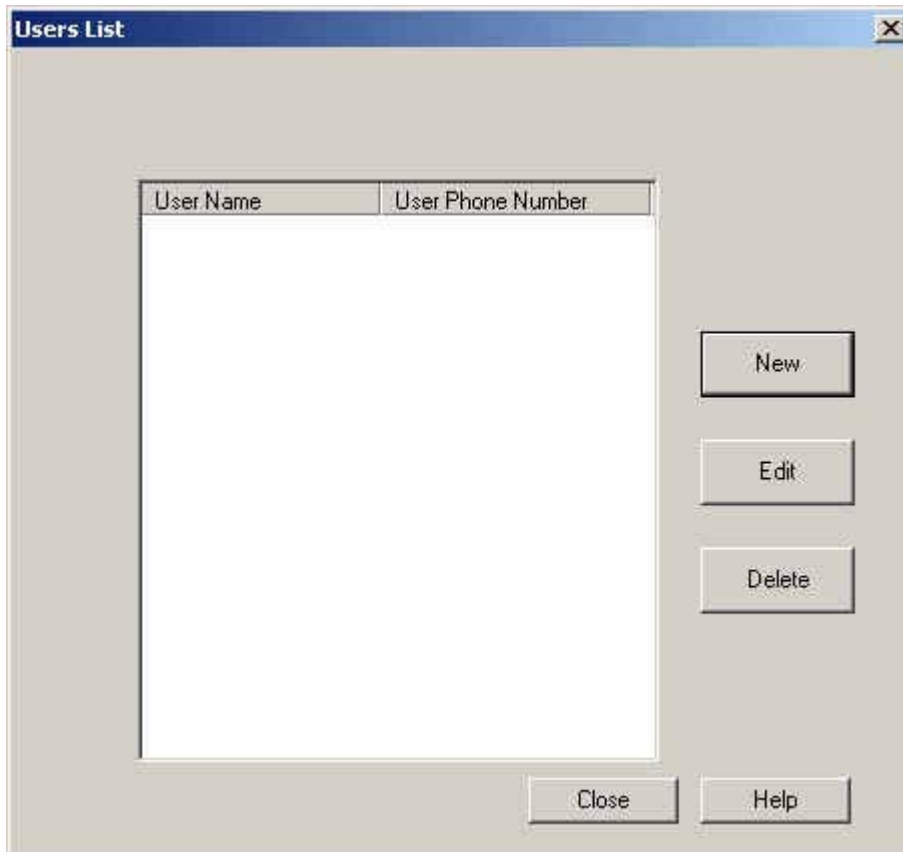 Users List
User Name User Phone Number
New
Edit
Delete
Close Help